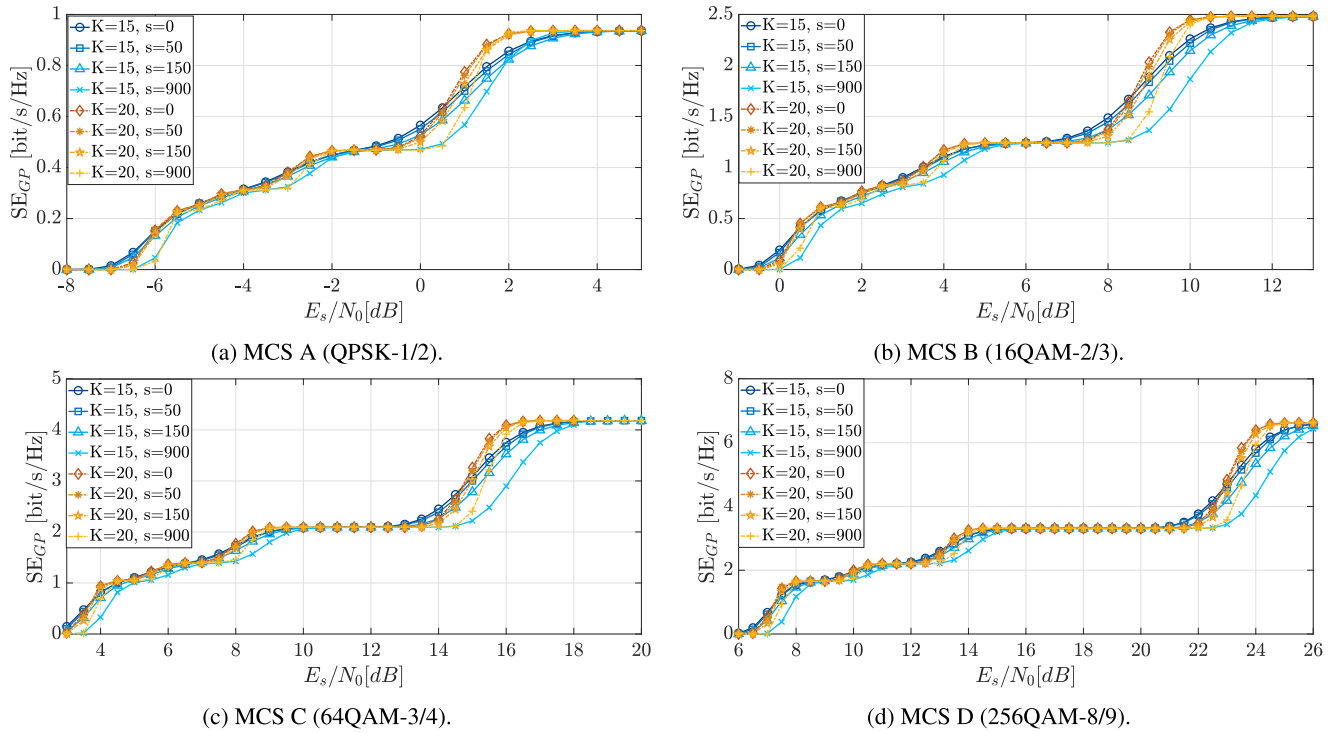 K=15, s=0
K=15, s=50
K=15, s=150
K=15, s=900
K=20, s=0
K=20, s=50
K=20, s=150
K=20, s=900
SE_GP [bit/s/Hz]
1
0.8
0.6
0.4
0.2
0
-8 -6 -4 -2 0 2 4
E_s/N_0[dB]
(a) MCS A (QPSK-1/2).
K=15, s=0
K=15, s=50
K=15, s=150
K=15, s=900
K=20, s=0
K=20, s=50
K=20, s=150
K=20, s=900
SE_GP [bit/s/Hz]
2.5
2
1.5
1
0.5
0
0 2 4 6 8 10 12
E_s/N_0[dB]
(b) MCS B (16QAM-2/3).
K=15, s=0
K=15, s=50
K=15, s=150
K=15, s=900
K=20, s=0
K=20, s=50
K=20, s=150
K=20, s=900
SE_GP [bit/s/Hz]
5
4
3
2
1
0
4 6 8 10 12 14 16 18 20
E_s/N_0[dB]
(c) MCS C (64QAM-3/4).
K=15, s=0
K=15, s=50
K=15, s=150
K=15, s=900
K=20, s=0
K=20, s=50
K=20, s=150
K=20, s=900
SE_GP [bit/s/Hz]
8
6
4
2
0
6 8 10 12 14 16 18 20 22 24 26
E_s/N_0[dB]
(d) MCS D (256QAM-8/9).